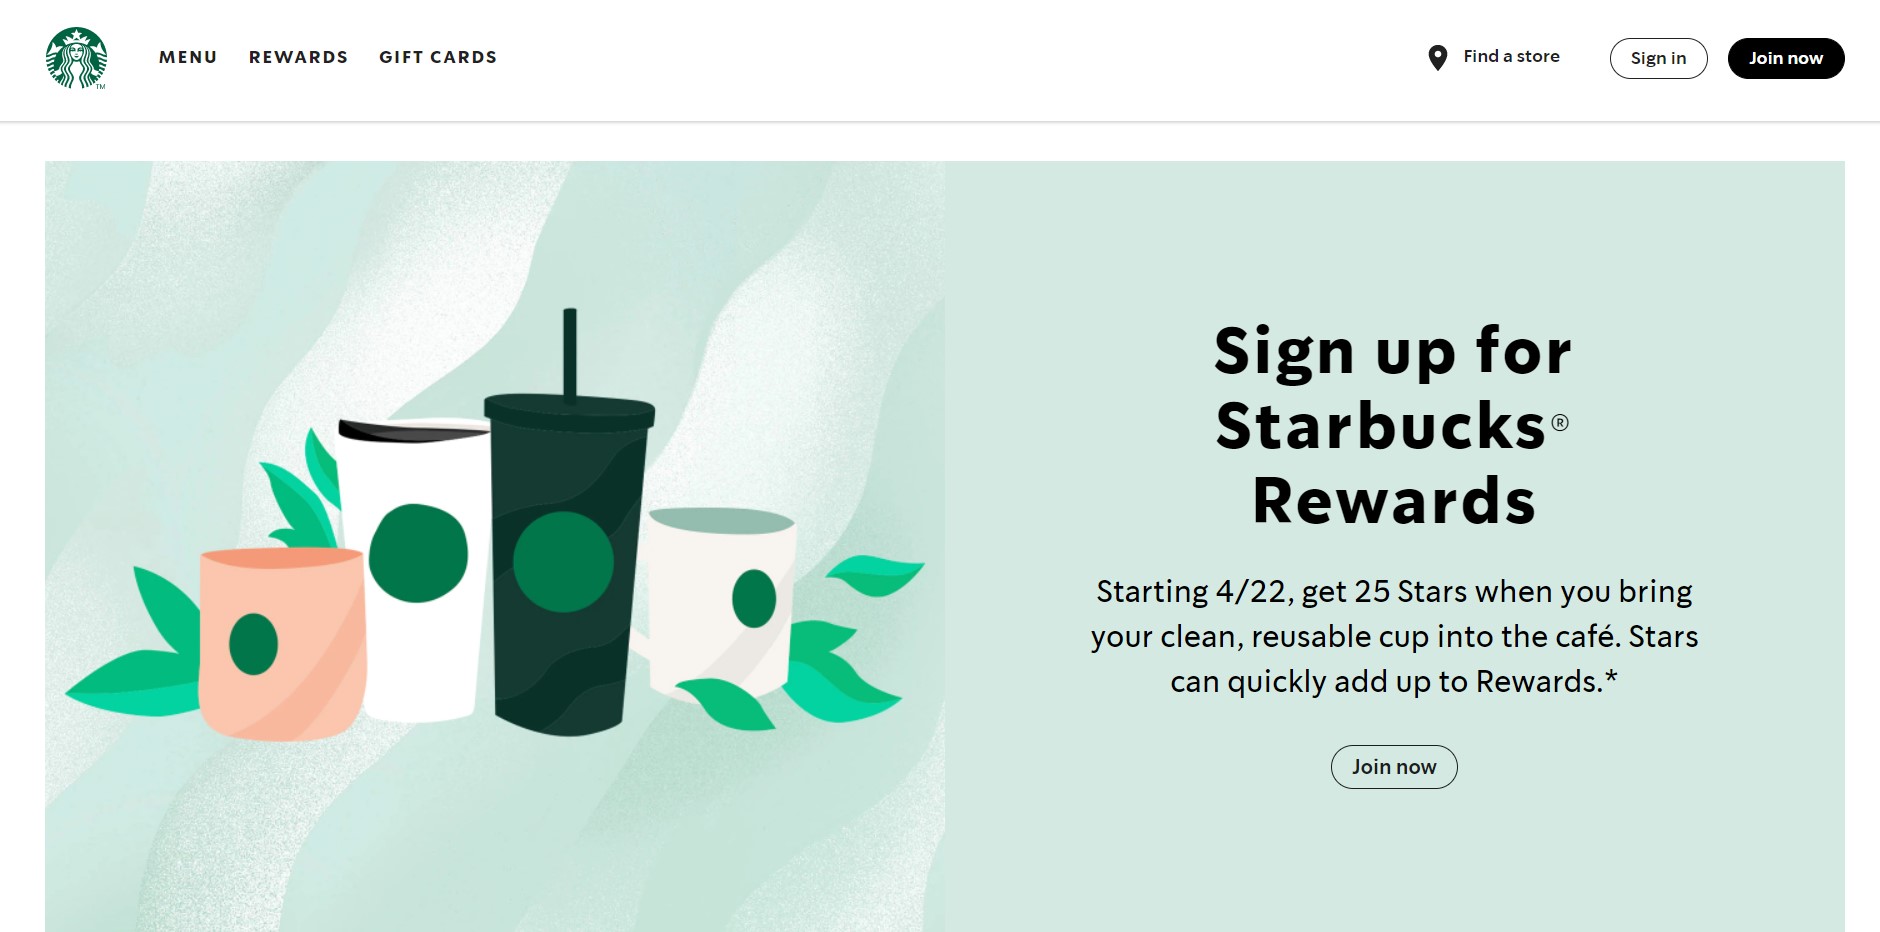 TM
MENU REWARDS GIFT CARDS Find a store Sign in Join now
Sign up for
Starbucks®
Rewards
Starting 4/22, get 25 Stars when you bring
your clean, reusable cup into the café. Stars
can quickly add up to Rewards.*
Join now